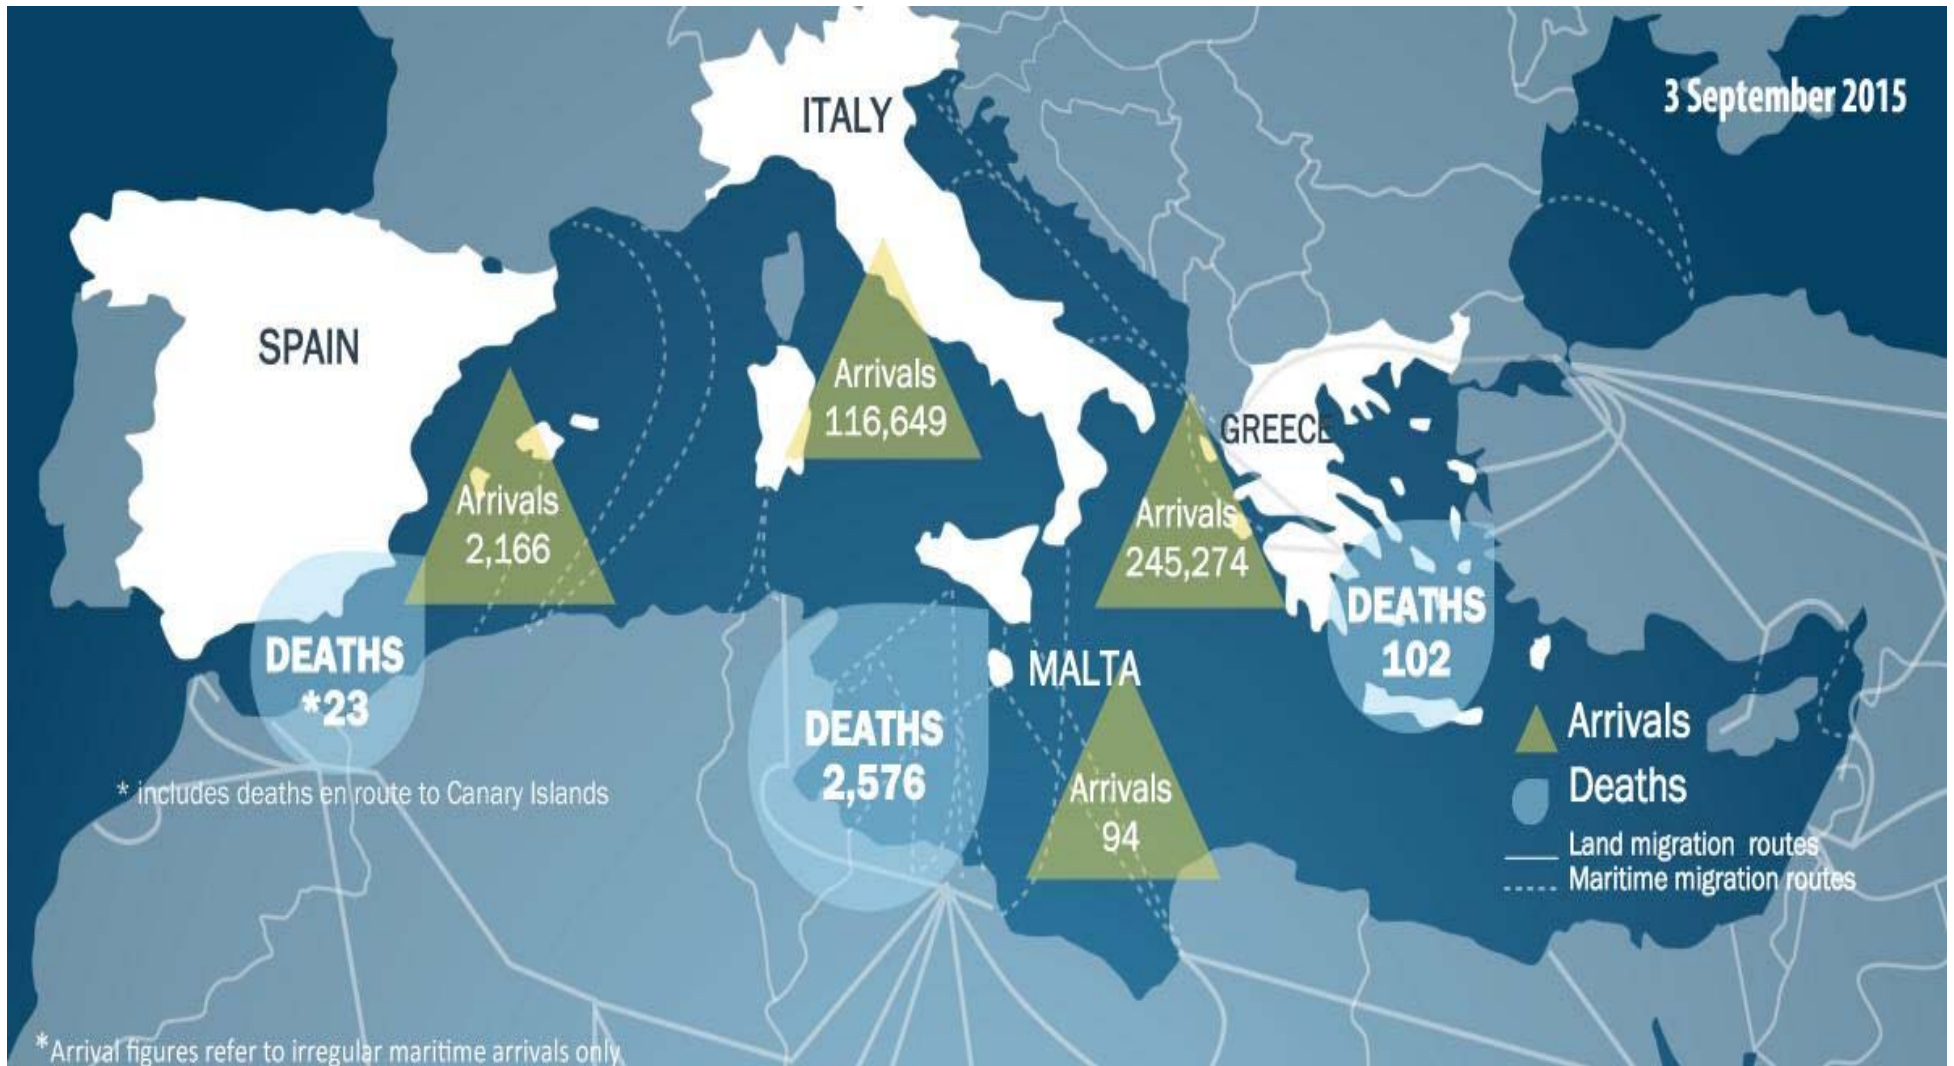 3 September 2015
ITALY
SPAIN
Arrivals
116,649
GREECE
Arrivals
2,166
Arrivals
245,274
DEATHS
*23
DEATHS
102
MALTA
DEATHS
2,576
Arrivals
94
* includes deaths en route to Canary Islands
Arrivals
Deaths
Land migration routes
Maritime migration routes
*Arrival figures refer to irregular maritime arrivals only